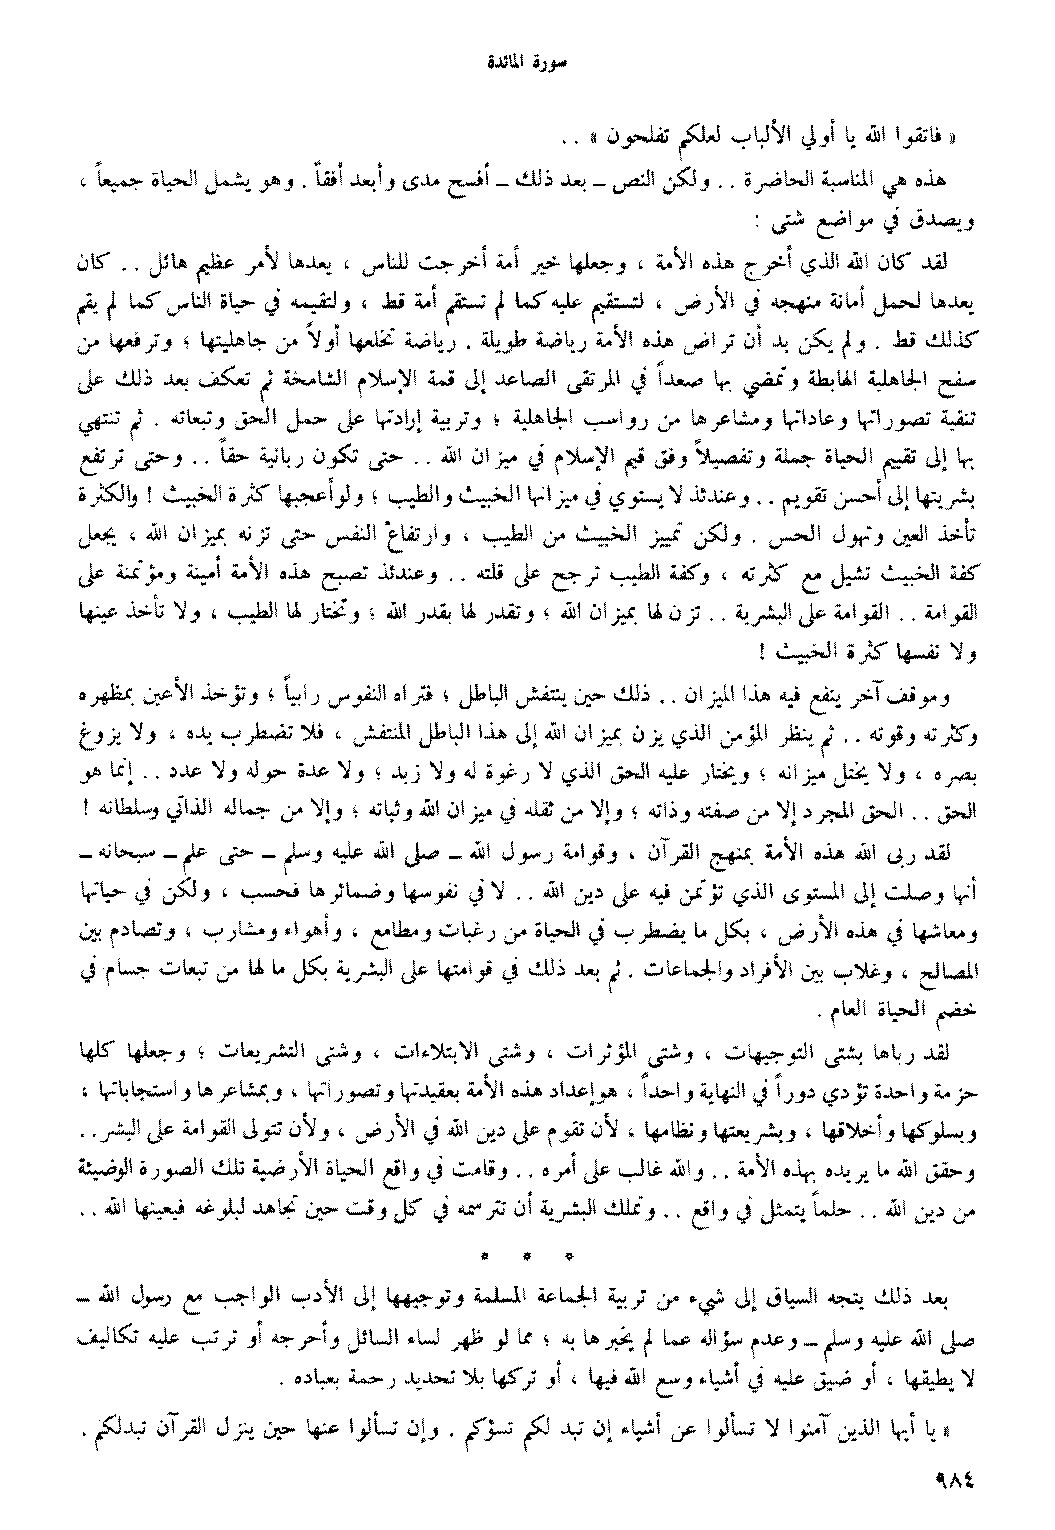 سورة المائدة
« فاتقوا الله يا أولي الألباب لعلكم تفلحون » . .
هذه هي المناسبة الحاضرة . . ولكن النص – بعد ذلك – أفسح مدى وأبعد أفقاً . وهو يشمل الحياة جميعاً ،
ويصدق في مواضع شتى :
لقد كان الله الذي أخرج هذه الأمة ، وجعلها خير أمة أخرجت للناس ، يعدها لأمر عظيم هائل . . كان
يعدها لحمل أمانة منهجه في الأرض ، لتستقيم عليه كما لم تستقم أمة قط ، ولتقيمه في حياة الناس كما لم يقم
كذلك قط . ولم يكن بد أن تراض هذه الأمة رياضة طويلة . رياضة تخلعها أولاً من جاهليتها ؛ وترفعها من
سفح الجاهلية الهابطة وتمضي بها صعداً في المرتقى الصاعد إلى قمة الإسلام الشامخة ثم تعكف بعد ذلك على
تنقية تصوراتها وعاداتها ومشاعرها من رواسب الجاهلية ؛ وتربية إرادتها على حمل الحق وتبعاته . ثم تنتهي
بها إلى تقييم الحياة جملة وتفصيلاً وفق قيم الإسلام في ميزان الله . . حتى تكون ربانية حقاً . . وحتى ترتفع
بشريتها إلى أحسن تقويم . . وعندئذ لا يستوي في ميزانها الخبيث والطيب ؛ ولو أعجبها كثرة الخبيث ! والكثرة
تأخذ العين وتهول الحس . ولكن تمييز الخبيث من الطيب ، وارتفاع النفس حتى تزنه بميزان الله ، يجعل
كفة الخبيث تشيل مع كثرته ، وكفة الطيب ترجح على قلته . . وعندئذ تصبح هذه الأمة أمينة ومؤتمنة على
القوامة . . القوامة على البشرية . . تزن لها بميزان الله ؛ وتقدر لها بقدر الله ؛ وتختار لها الطيب ، ولا تأخذ عينها
ولا نفسها كثرة الخبيث !
وموقف آخر ينفع فيه هذا الميزان . . ذلك حين ينتفش الباطل ؛ فتراه النفوس رابياً ؛ وتؤخذ الأعين بمظهره
وكثرته وقوته . . ثم ينظر المؤمن الذي يزن بميزان الله إلى هذا الباطل المنتفش ، فلا تضطرب يده ، ولا يزوغ
بصره ، ولا يختل ميزانه ؛ ويختار عليه الحق الذي لا رغوة له ولا زبد ؛ ولا عدة حوله ولا عدد . . إنما هو
الحق . . الحق المجرد إلا من صفته وذاته ؛ وإلا من ثقله في ميزان الله وثباته ؛ وإلا من جماله الذاتي وسلطانه !
لقد ربى الله هذه الأمة بمنهج القرآن ، وقوامة رسول الله – صلى الله عليه وسلم – حتى علم – سبحانه –
أنها وصلت إلى المستوى الذي تؤتمن فيه على دين الله . . لا في نفوسها وضمائرها فحسب ، ولكن في حياتها
ومعاشها في هذه الأرض ، بكل ما يضطرب في الحياة من رغبات ومطامع ، وأهواء ومشارب ، وتصادم بين
المصالح ، وغلاب بين الأفراد والجماعات . ثم بعد ذلك في قوامتها على البشرية بكل ما لها من تبعات جسام في
خضم الحياة العام .
لقد رباها بشتى التوجيهات ، وشتى المؤثرات ، وشتى الابتلاءات ، وشتى التشريعات ؛ وجعلها كلها
حزمة واحدة تؤدي دوراً في النهاية واحداً ، هو إعداد هذه الأمة بعقيدتها وتصوراتها ، وبمشاعرها واستجاباتها ،
وبسلوكها وأخلاقها ، وبشريعتها ونظامها ، لأن تقوم على دين الله في الأرض ، ولأن تتولى القوامة على البشر . .
وحقق الله ما يريده بهذه الأمة . . والله غالب على أمره . . وقامت في واقع الحياة الأرضية تلك الصورة الوضيئة
من دين الله . . حلماً يتمثل في واقع . . وتملك البشرية أن تترسمه في كل وقت حين تجاهد لبلوغه فيعينها الله . .
* * *
بعد ذلك يتجه السياق إلى شيء من تربية الجماعة المسلمة وتوجيهها إلى الأدب الواجب مع رسول الله –
صلى الله عليه وسلم – وعدم سؤاله عما لم يخبرها به ؛ مما لو ظهر لساء السائل وأحرجه أو ترتب عليه تكاليف
لا يطيقها ، أو ضيق عليه في أشياء وسع الله فيها ، أو تركها بلا تحديد رحمة بعباده .
« يا أيها الذين آمنوا لا تسألوا عن أشياء إن تبد لكم تسؤكم . وإن تسألوا عنها حين ينزل القرآن تبدلكم .
٩٨٤